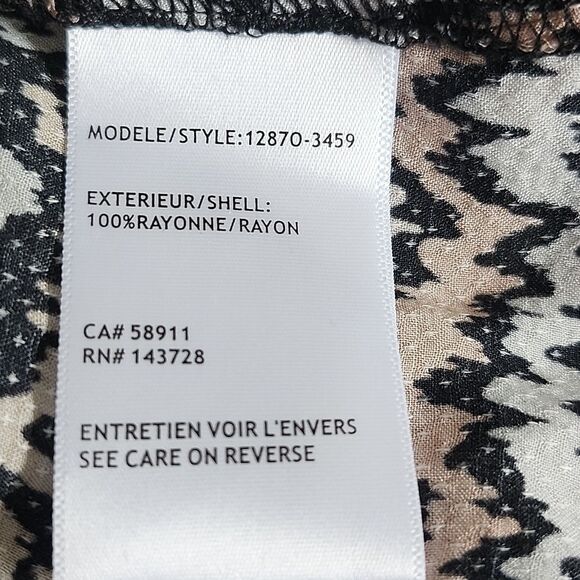 MODELE/STYLE:12870-3459
EXTERIEUR/SHELL:
100%RAYONNE/RAYON
CA# 58911
RN# 143728
ENTRETIEN VOIR L'ENVERS
SEE CARE ON REVERSE